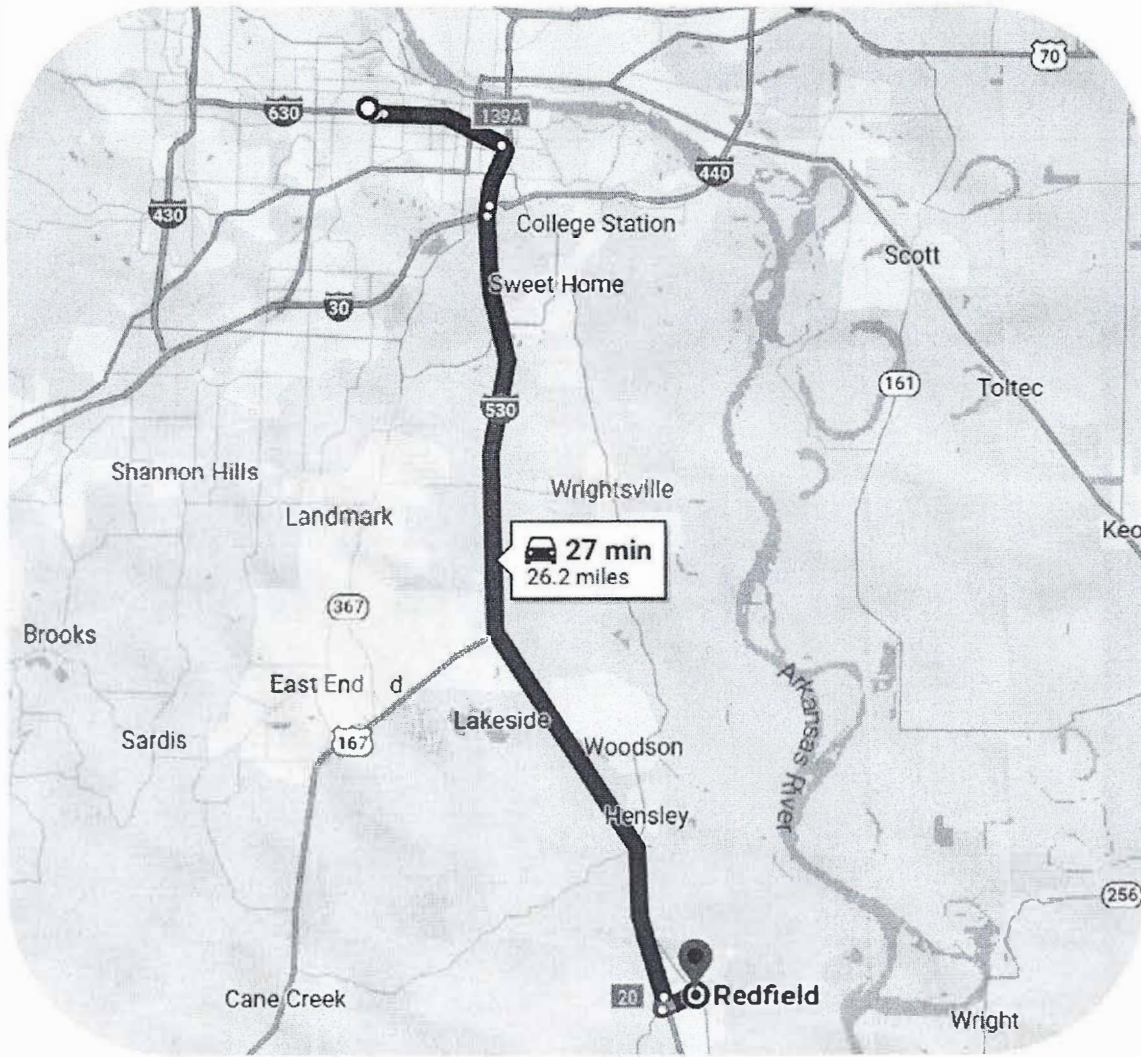 70
630
139A
440
430
College Station
Scott
Sweet Home
30
161
Toltec
530
Shannon Hills
Wrightsville
Landmark
Keo
27 min
26.2 miles
367
Brooks
East End
d
Arkansas River
Lakeside
Sardis
167
Woodson
Hensley
256
20
Redfield
Cane Creek
Wright